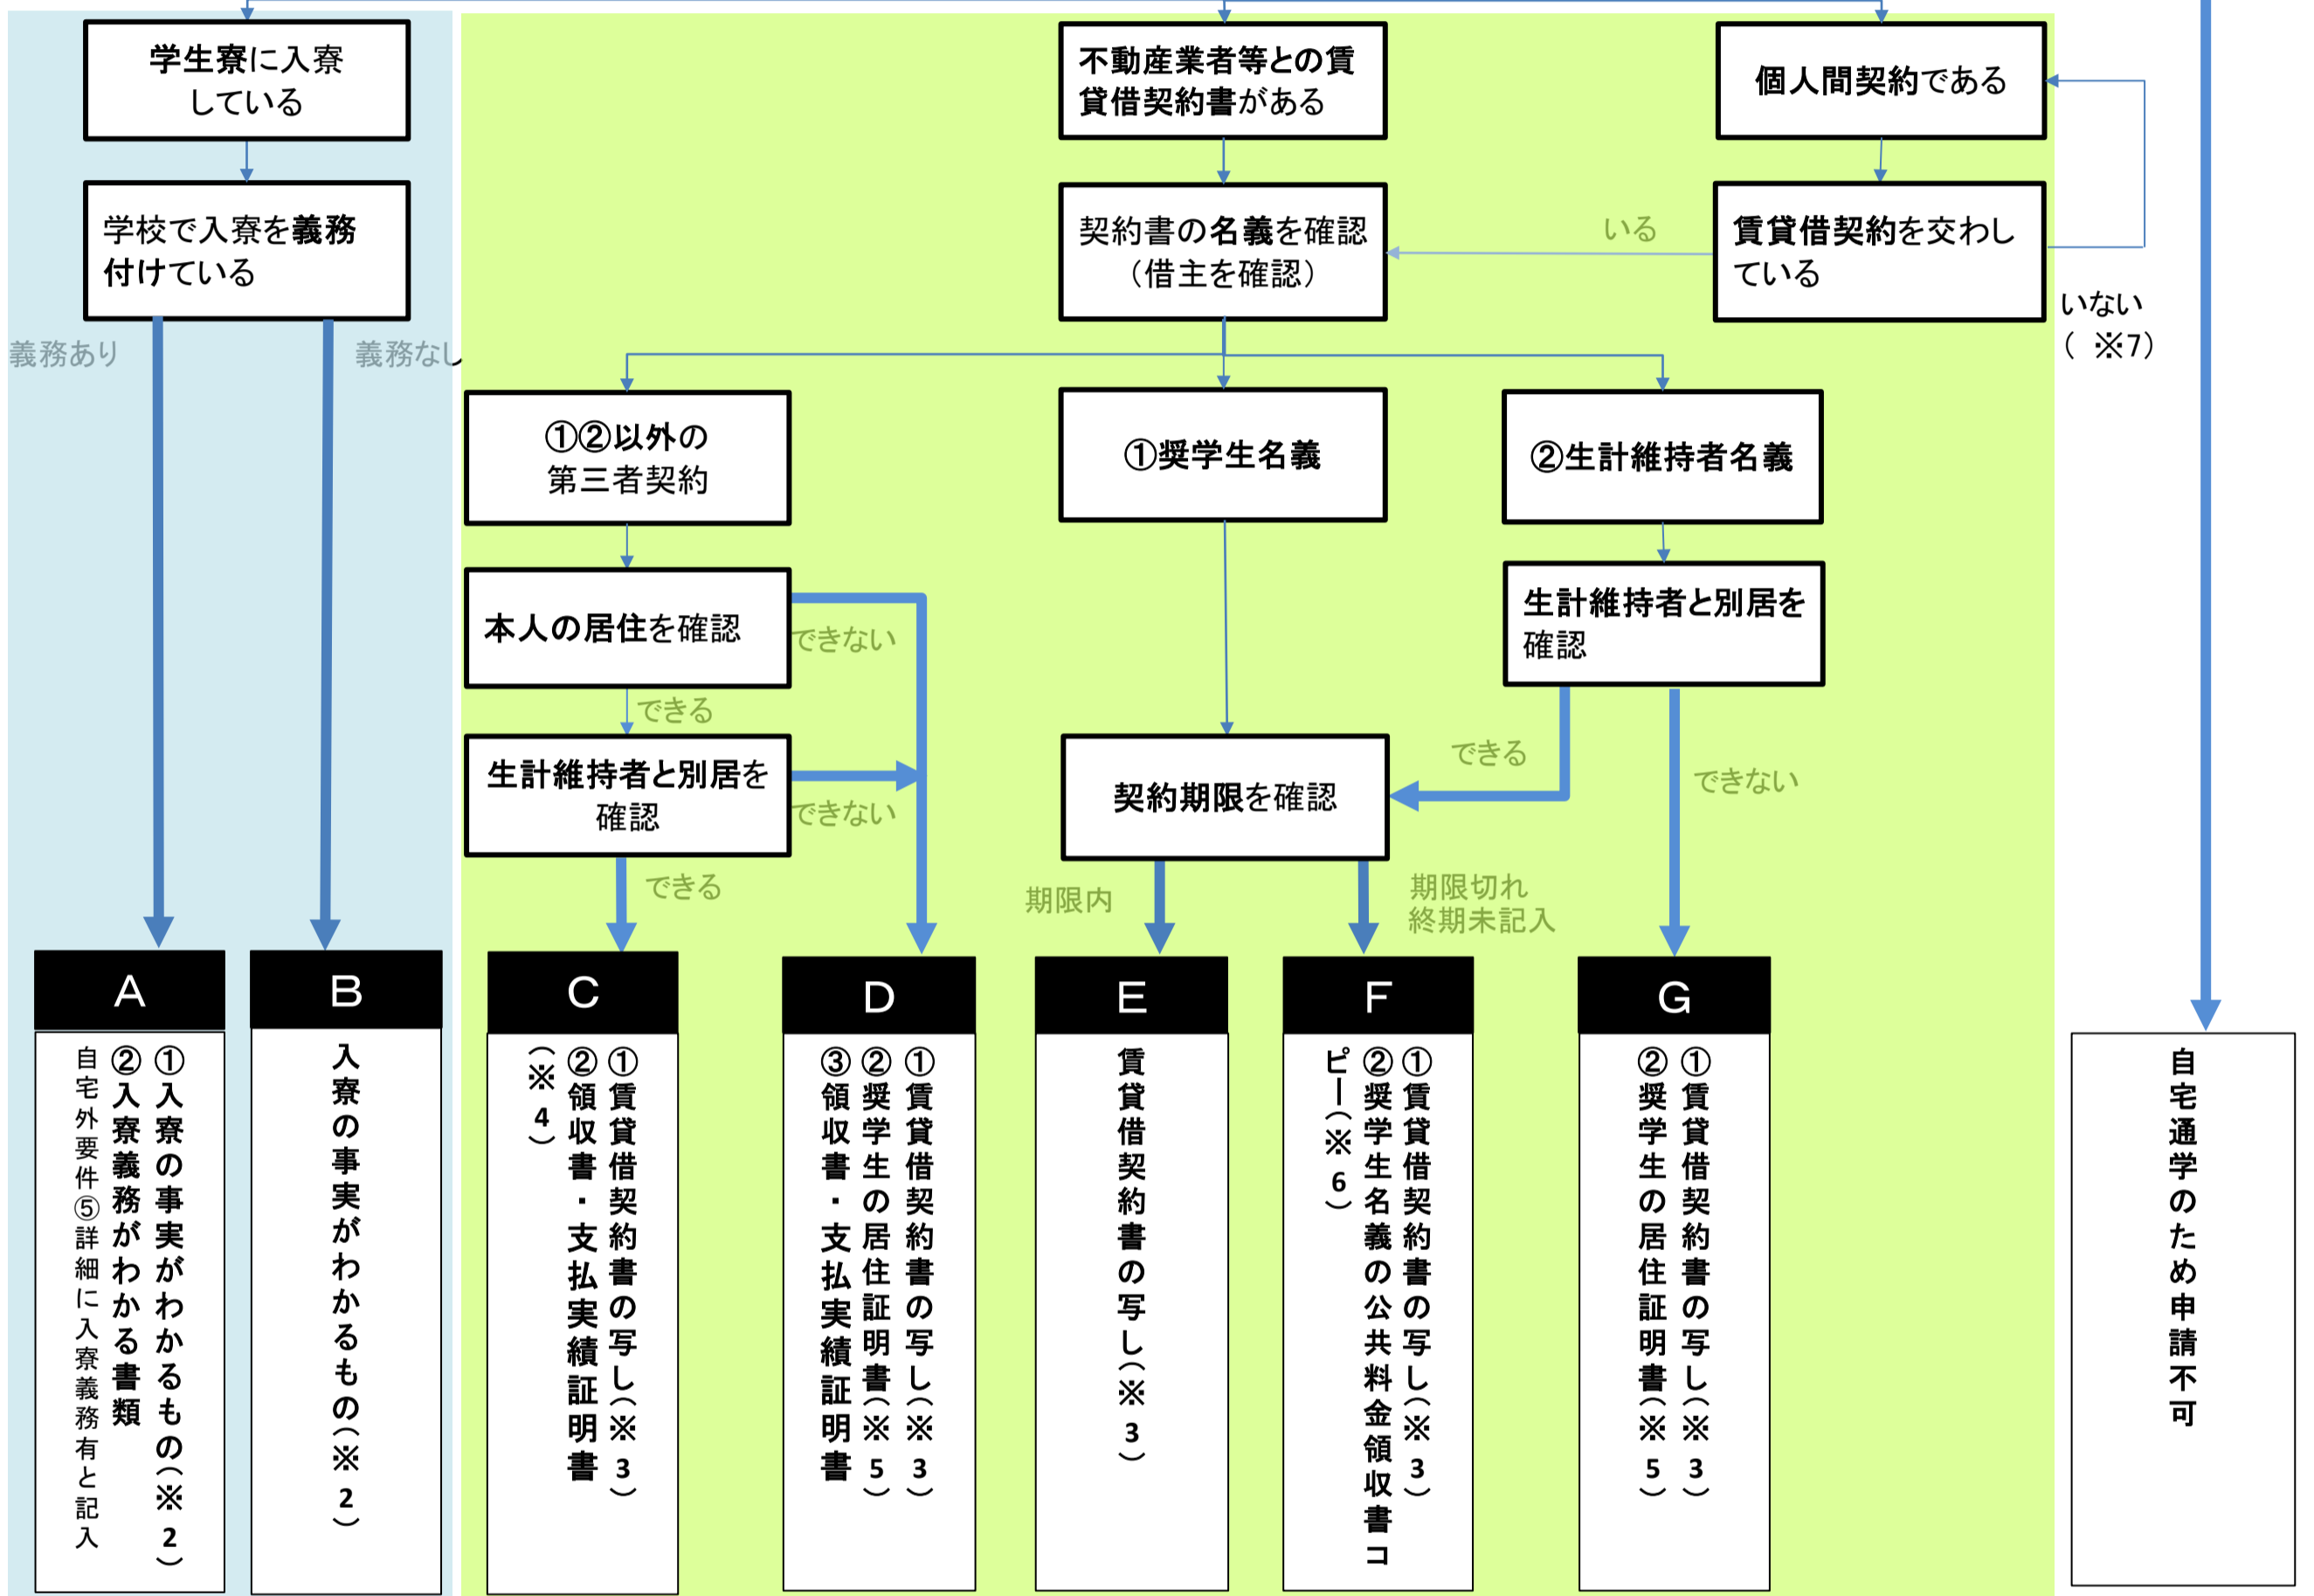 学生寮に入寮
している
不動産業者等との賃
貸借契約書がある
個人間契約である
学校で入寮を義務
付けている
契約書の名義を確認
（借主を確認）
いる
賃貸借契約を交わし
ている
いない
（ ※7）
義務あり
義務なし
①②以外の
第三者契約
①奨学生名義
②生計維持者名義
本人の居住を確認
できない
生計維持者と別居を
確認
できる
生計維持者と別居を
確認
できない
契約期限を確認
できる
できない
できる
期限内
期限切れ
終期未記入
A
①入寮の事実がわかるもの（※2）
②入寮義務がわかる書類
自宅外要件⑤詳細に入寮義務有と記入
B
入寮の事実がわかるもの（※2）
C
①賃貸借契約書の写し（※3）
②領収書・支払実績証明書
（※4）
D
①賃貸借契約書の写し（※3）
②奨学生の居住証明書（※5）
③領収書・支払実績証明書
E
賃貸借契約書の写し（※3）
F
①賃貸借契約書の写し（※3）
②奨学生名義の公共料金領収書コ
ピー（※6）
G
①賃貸借契約書の写し（※3）
②奨学生の居住証明書（※5）
自宅通学のため申請不可